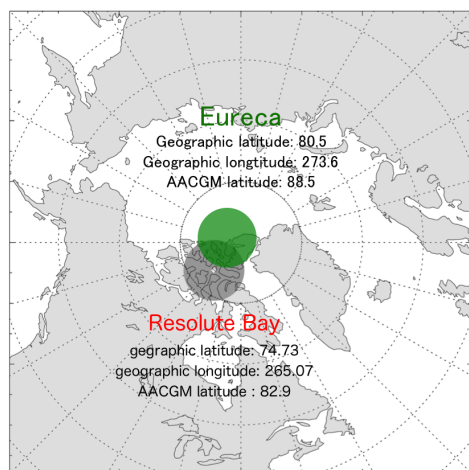 Eureca
Geographic latitude: 80.5
Geographic longtitude: 273.6
AACGM latitude: 88.5
Resolute Bay
gegraphic latitude: 74.73
geographic longitude: 265.07
AACGM latitude : 82.9